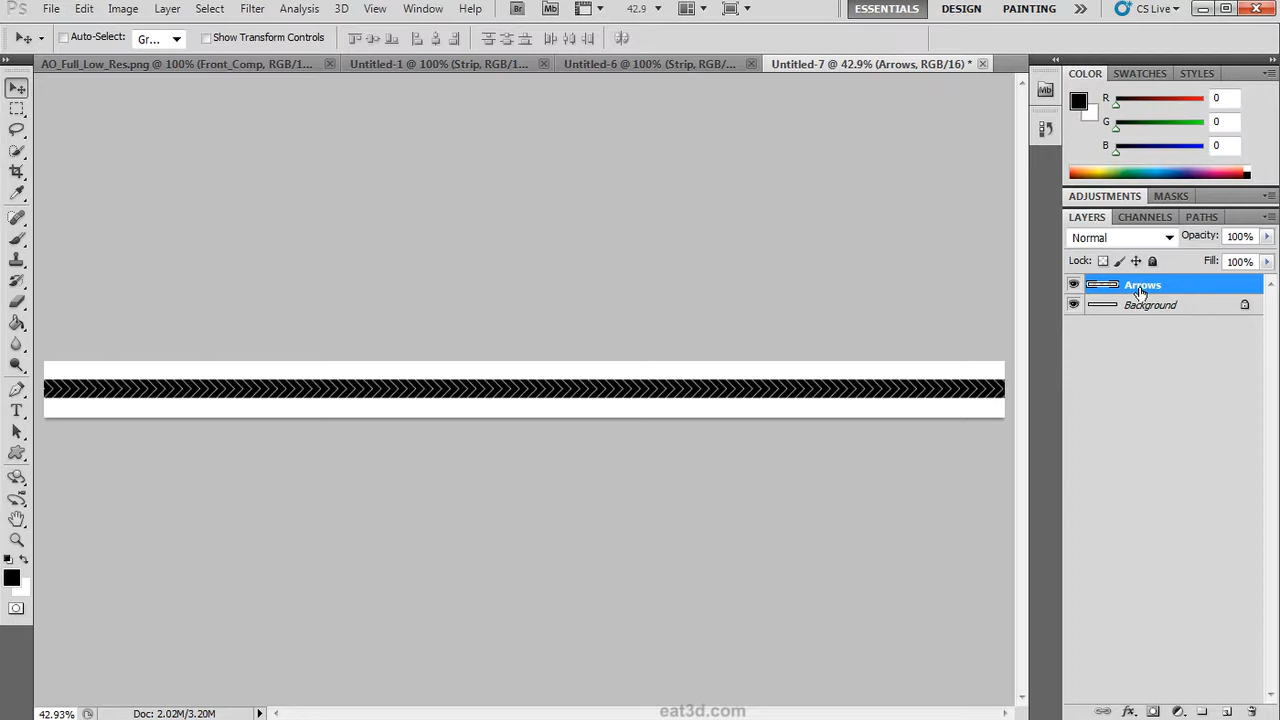 Ps File Edit Image Layer Select Filter Analysis 3D View Window Help Br Mb 42.9 ESSENTIALS DESIGN PAINTING CS Live
Auto-Select: Gr... Show Transform Controls
AO_Full_Low_Res.png @ 100% (Front_Comp, RGB/1... Untitled-1 @ 100% (Strip, RGB/1... Untitled-6 @ 100% (Strip, RGB/... Untitled-7 @ 42.9% (Arrows, RGB/16) *
COLOR SWATCHES STYLES
Mb
R 0
G 0
B 0
ADJUSTMENTS MASKS
LAYERS CHANNELS PATHS
Normal Opacity: 100%
Lock: Fill: 100%
Arrows
Background
T
42.93% Doc: 2.02M/3.20M
eat3d.com
fx